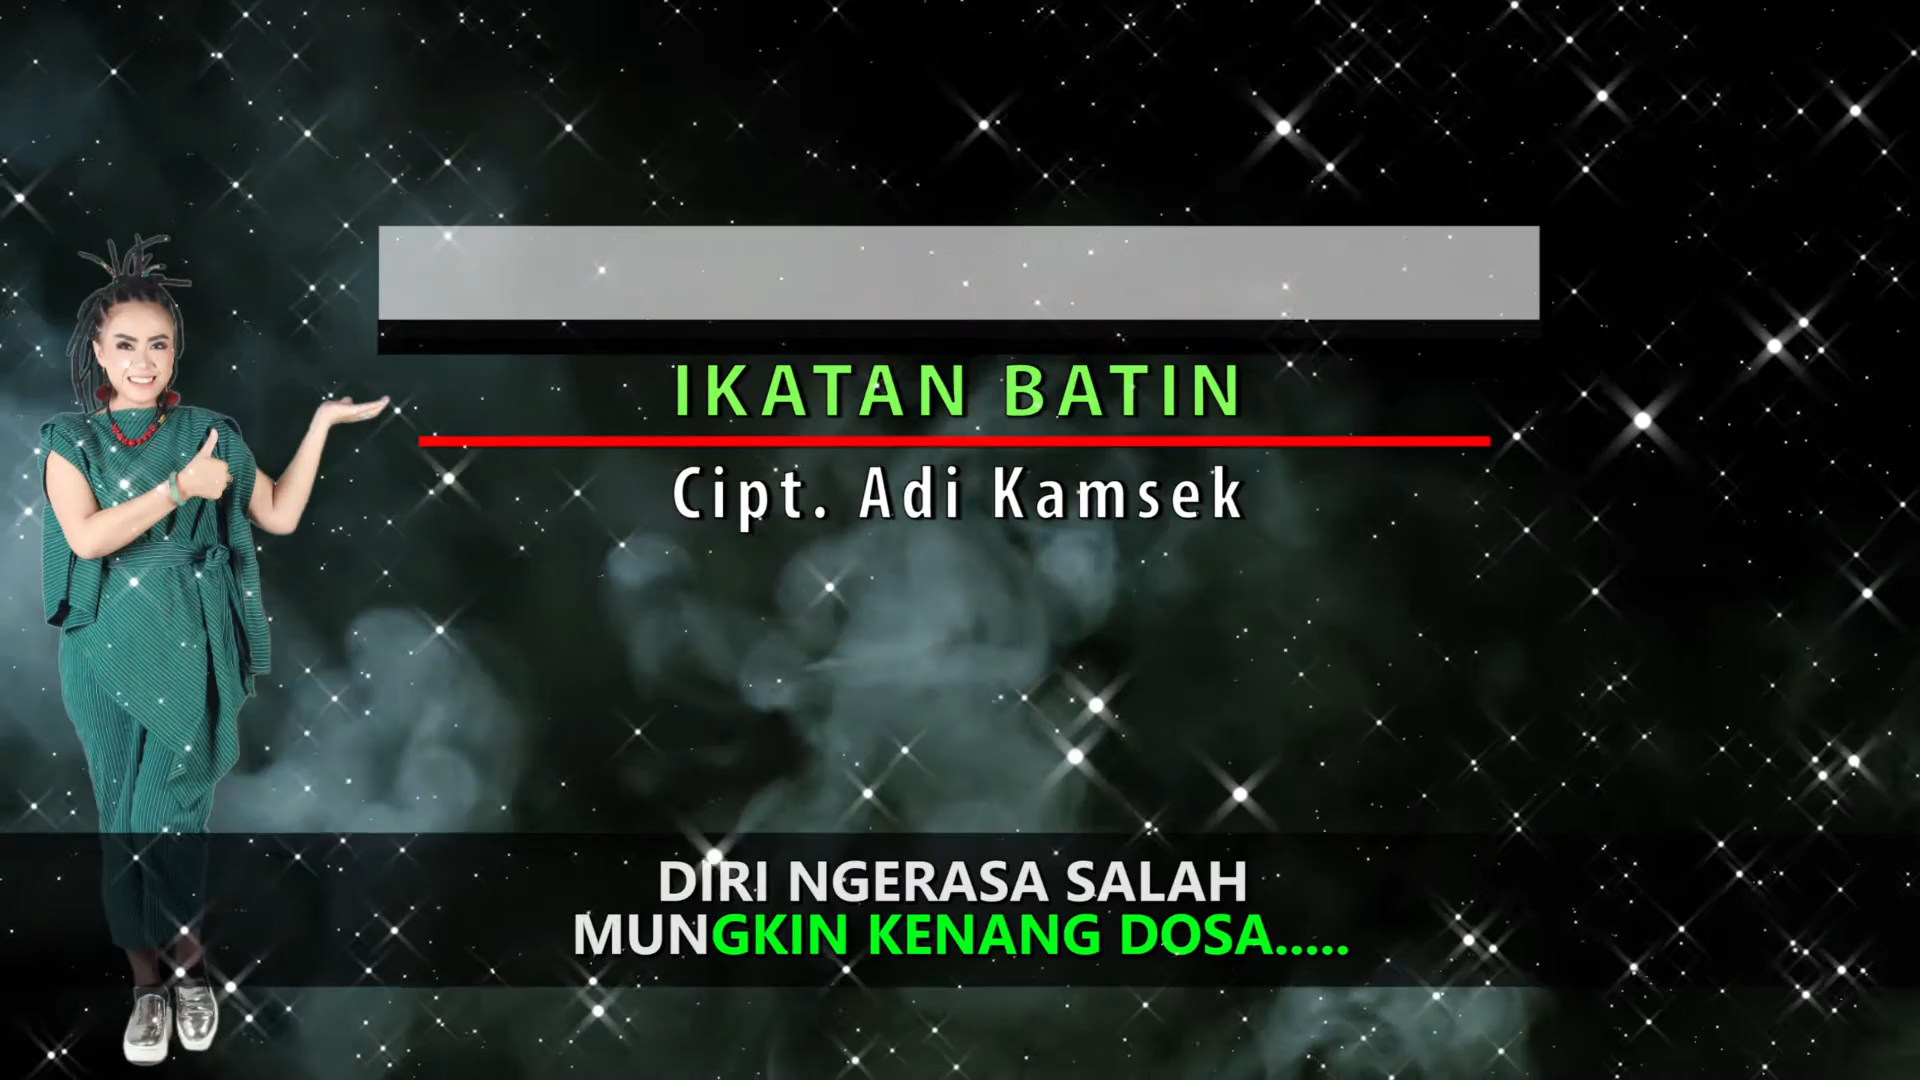 IKATAN BATIN
Cipt. Adi Kamsek
DIRI NGERASA SALAH
MUNGKIN KENANG DOSA.....